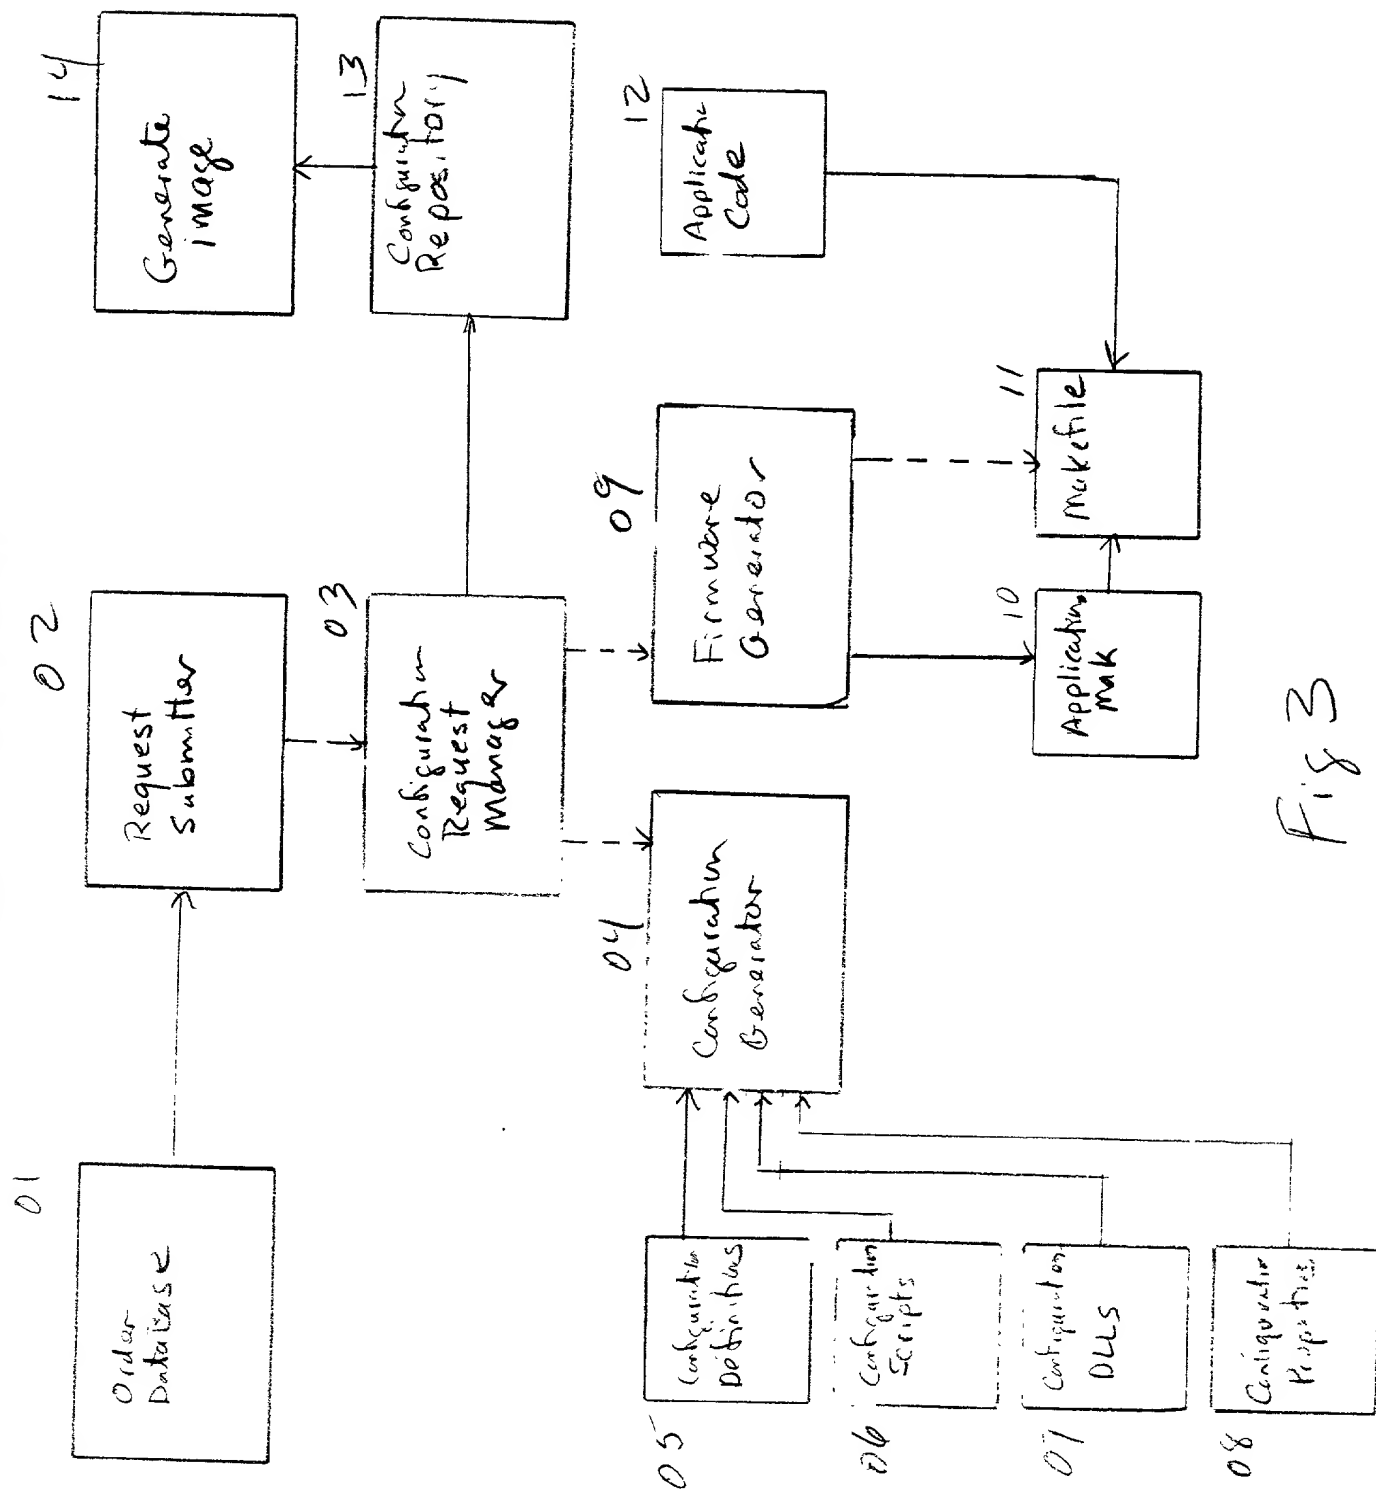 01
Order
Database
02
Request
Submitter
03
Configuration
Request
Manager
14
Generate
image
13
Configuration
Repository
04
Configuration
Generator
09
Firmware
Generator
12
Applicatio
Code
05
Configuration
Definitions
06
Configuration
Scripts
07
Configuration
DLLS
08
Configuration
Properties
10
Application
Mak
11
Makefile
Fig 3